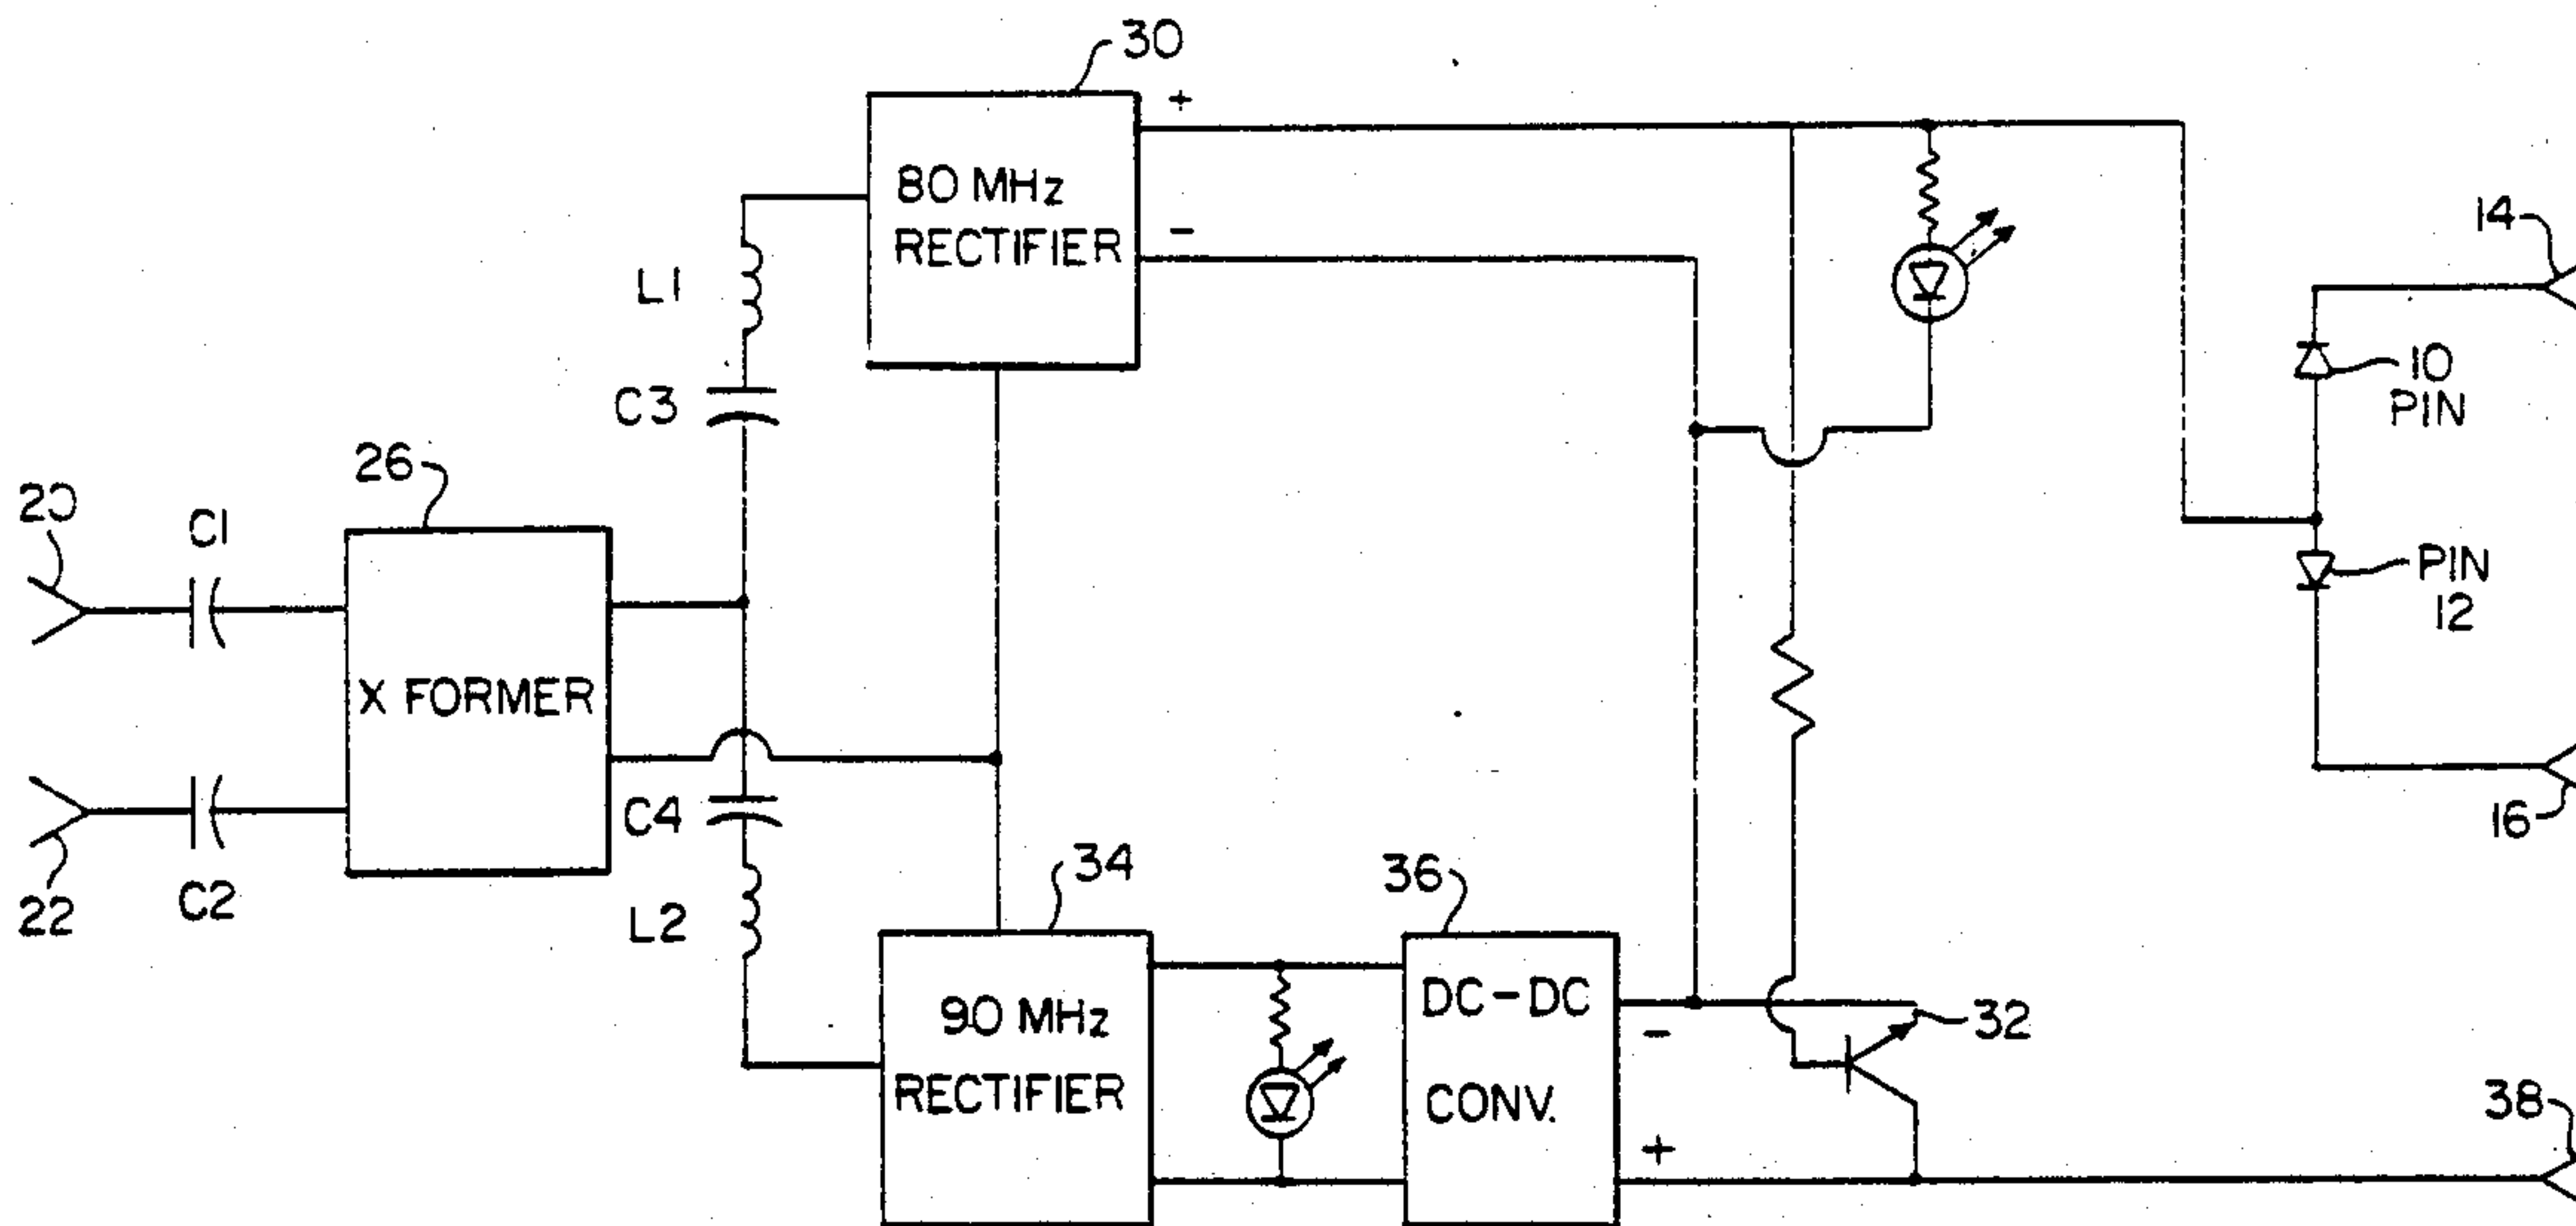 30
+
80 MHz
RECTIFIER
-
14
L1
10
PIN
C3
26
20
C1
PIN
12
X FORMER
C4
16
34
36
22
C2
L2
DC-DC
-
32
90 MHz
RECTIFIER
CONV.
+
38